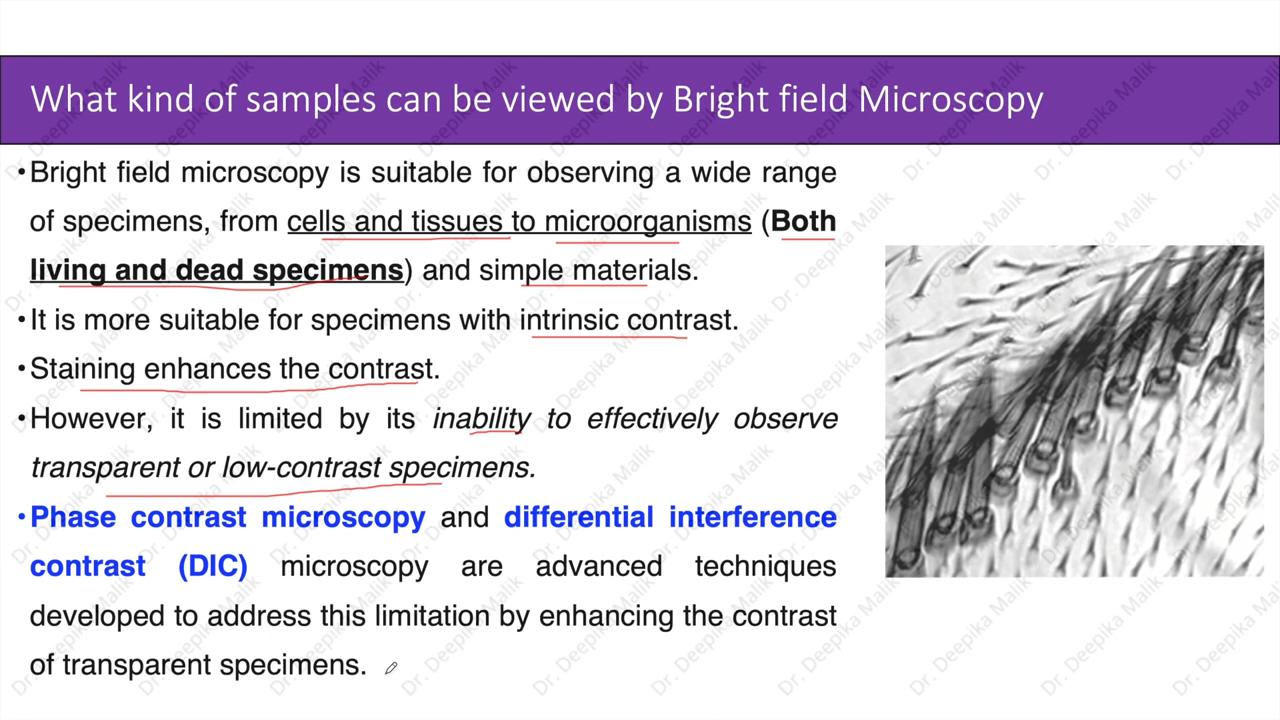 What kind of samples can be viewed by Bright field Microscopy
•Bright field microscopy is suitable for observing a wide range
of specimens, from cells and tissues to microorganisms (Both
living and dead specimens) and simple materials.
•It is more suitable for specimens with intrinsic contrast.
•Staining enhances the contrast.
•However, it is limited by its inability to effectively observe
transparent or low-contrast specimens.
•Phase contrast microscopy and differential interference
contrast (DIC) microscopy are advanced techniques
developed to address this limitation by enhancing the contrast
of transparent specimens.
Dr. Deepika Malik